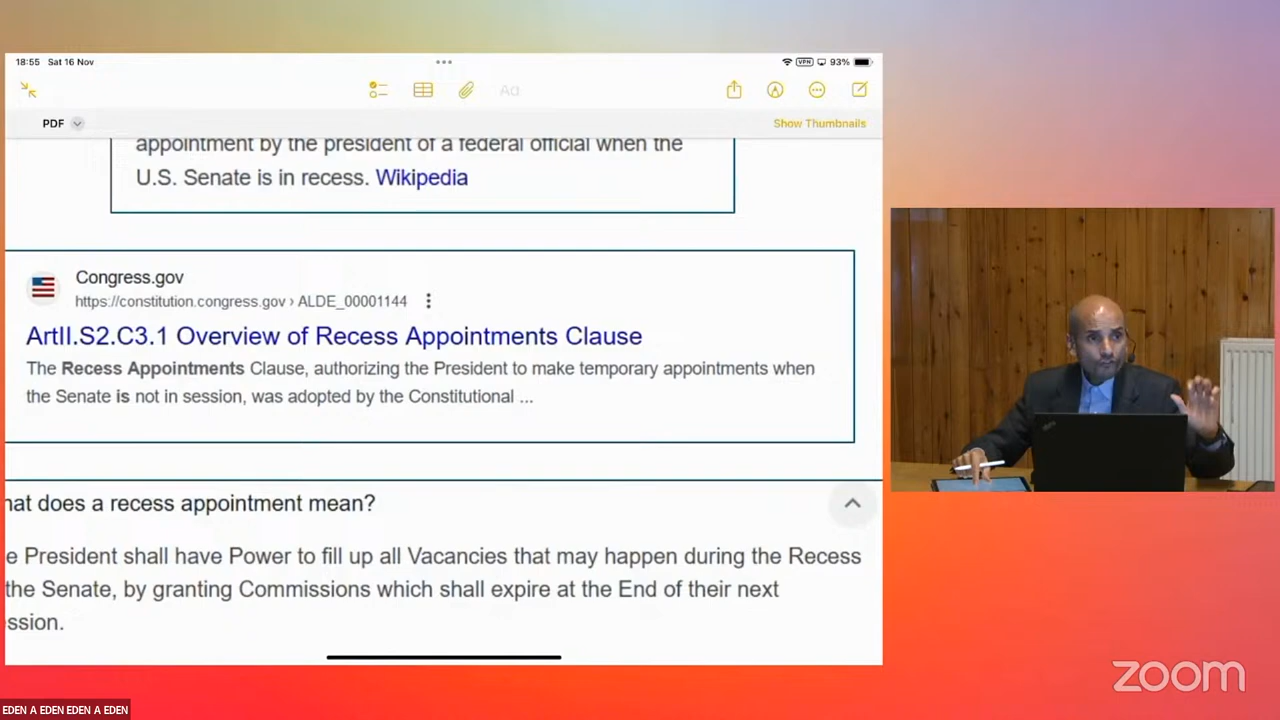 18:55 Sat 16 Nov
VPN 93%
Aa
PDF
Show Thumbnails
appointment by the president of a federal official when the
U.S. Senate is in recess. Wikipedia
Congress.gov
https://constitution.congress.gov › ALDE_00001144
ArtII.S2.C3.1 Overview of Recess Appointments Clause
The Recess Appointments Clause, authorizing the President to make temporary appointments when
the Senate is not in session, was adopted by the Constitutional ...
hat does a recess appointment mean?
e President shall have Power to fill up all Vacancies that may happen during the Recess
the Senate, by granting Commissions which shall expire at the End of their next
ssion.
zoom
EDEN A EDEN EDEN A EDEN